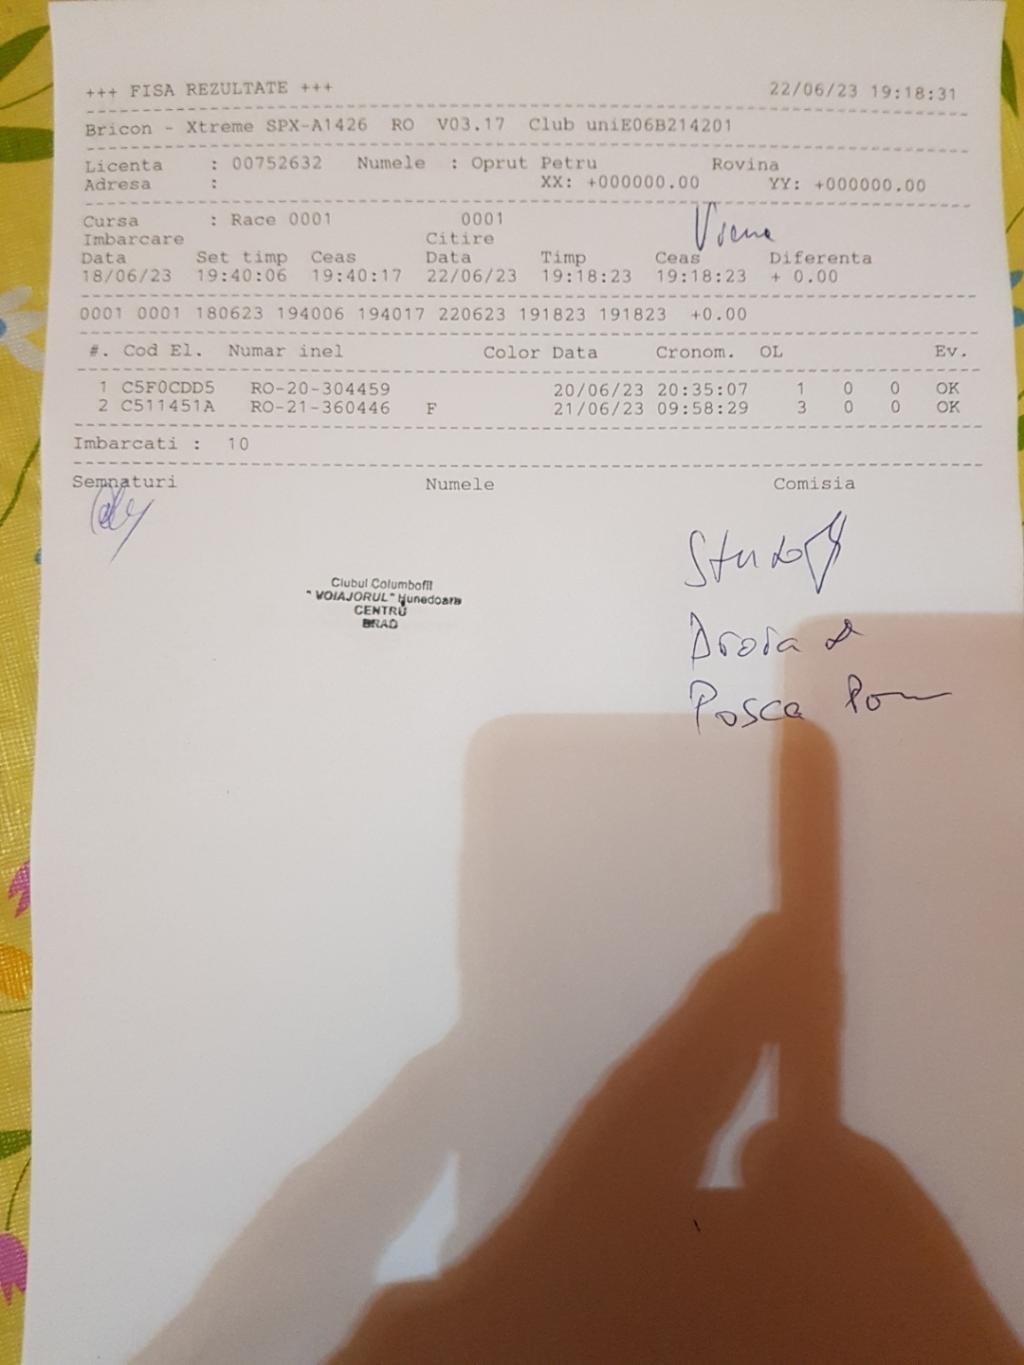 +++ FISA REZULTATE +++ 22/06/23 19:18:31
Bricon - Xtreme SPX-A1426 RO V03.17 Club uniE06B214201
Licenta : 00752632 Numele : Oprut Petru Rovina
Adresa : XX: +000000.00 YY: +000000.00
Cursa : Race 0001 0001 Viena
Imbarcare Citire
Data Set timp Ceas Data Timp Ceas Diferenta
18/06/23 19:40:06 19:40:17 22/06/23 19:18:23 19:18:23 + 0.00
0001 0001 180623 194006 194017 220623 191823 191823 +0.00
#. Cod El. Numar inel Color Data Cronom. OL Ev.
1 C5F0CDD5 RO-20-304459 20/06/23 20:35:07 1 0 0 OK
2 C511451A RO-21-360446 F 21/06/23 09:58:29 3 0 0 OK
Imbarcati : 10
Semnaturi Numele Comisia
Clubul Columbofil
"VOIAJORUL" Hunedoara
CENTRU
BRAD
Posca